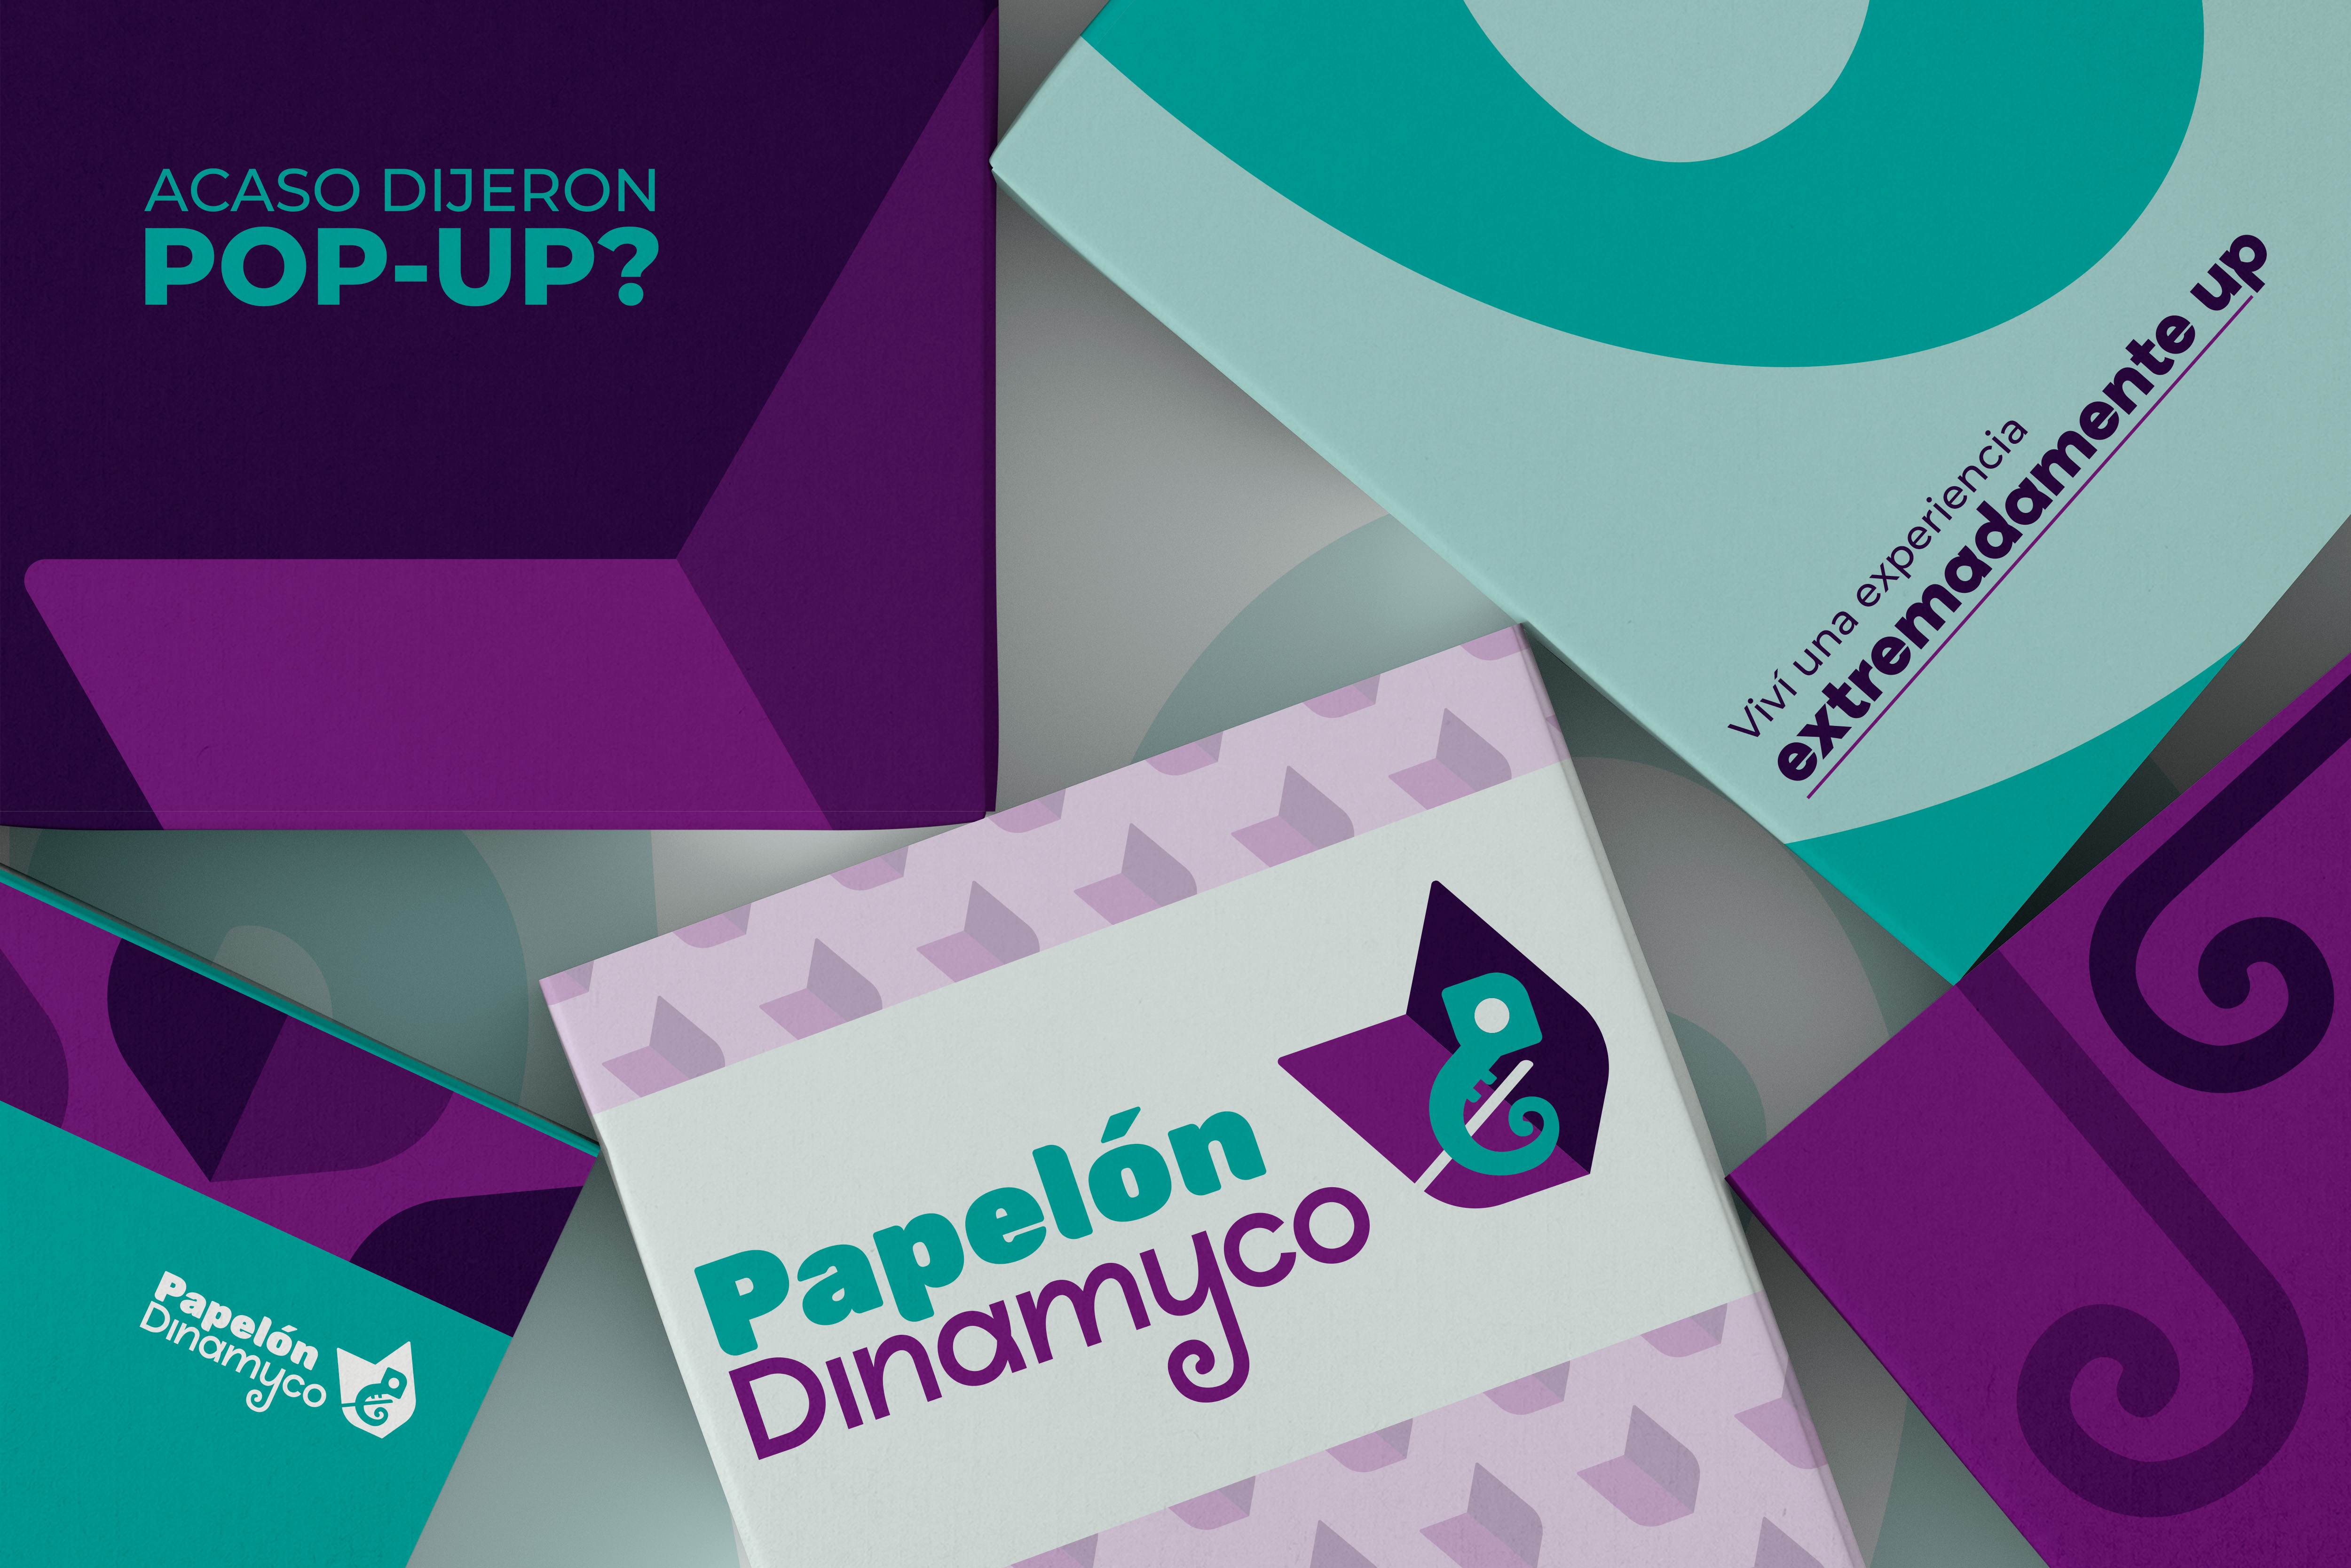 ACASO DIJERON
POP-UP?
Viví una experiencia
extremadamente up
Papelón
Dinamyco
Papelón
Dinamyco